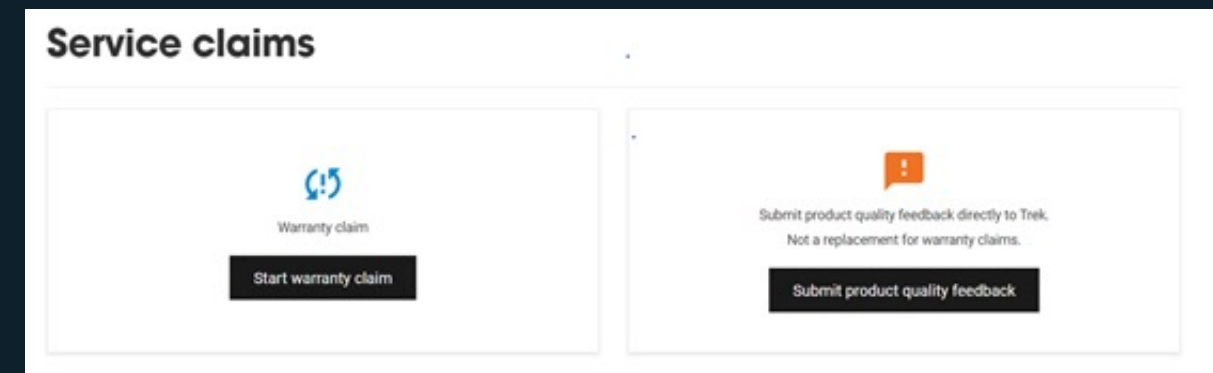 Service claims
Warranty claim
Start warranty claim
Submit product quality feedback directly to Trek.
Not a replacement for warranty claims.
Submit product quality feedback